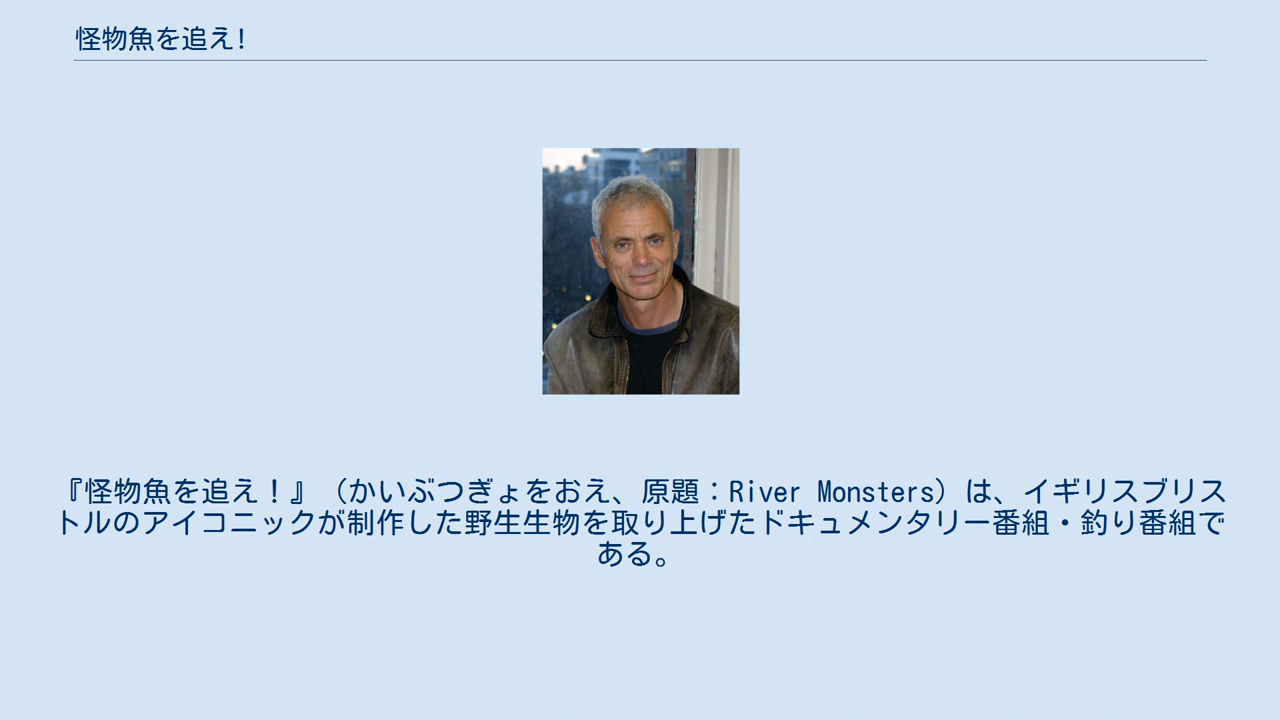 怪物魚を追え!
『怪物魚を追え！』（かいぶつぎょをおえ、原題：River Monsters）は、イギリスブリス
トルのアイコニックが制作した野生生物を取り上げたドキュメンタリー番組・釣り番組で
ある。